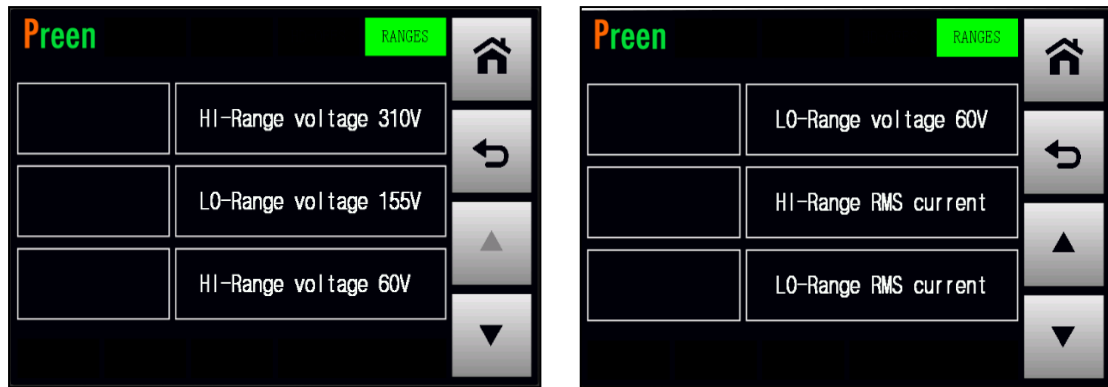 Preen
RANGES
HI-Range voltage 310V
LO-Range voltage 155V
HI-Range voltage 60V
Preen
RANGES
LO-Range voltage 60V
HI-Range RMS current
LO-Range RMS current